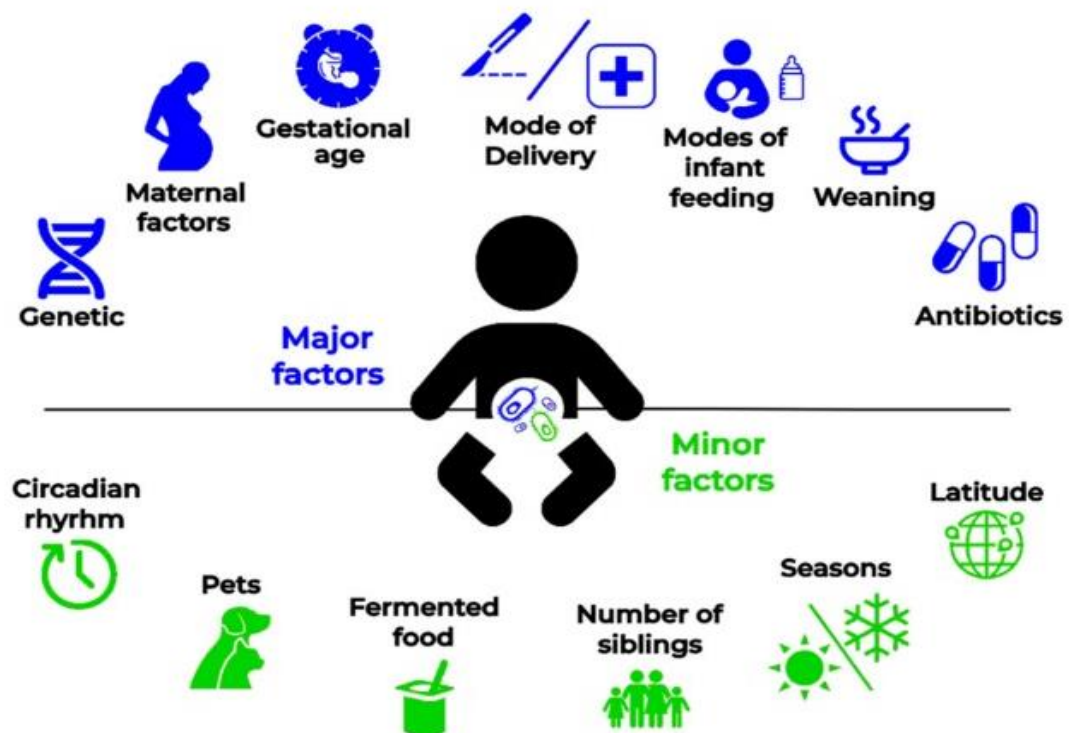 Genetic
Maternal
factors
Gestational
age
Mode of
Delivery
Modes of
infant
feeding
Weaning
Antibiotics
Major
factors
Minor
factors
Circadian
rhyrhm
Pets
Fermented
food
Number of
siblings
Seasons
Latitude